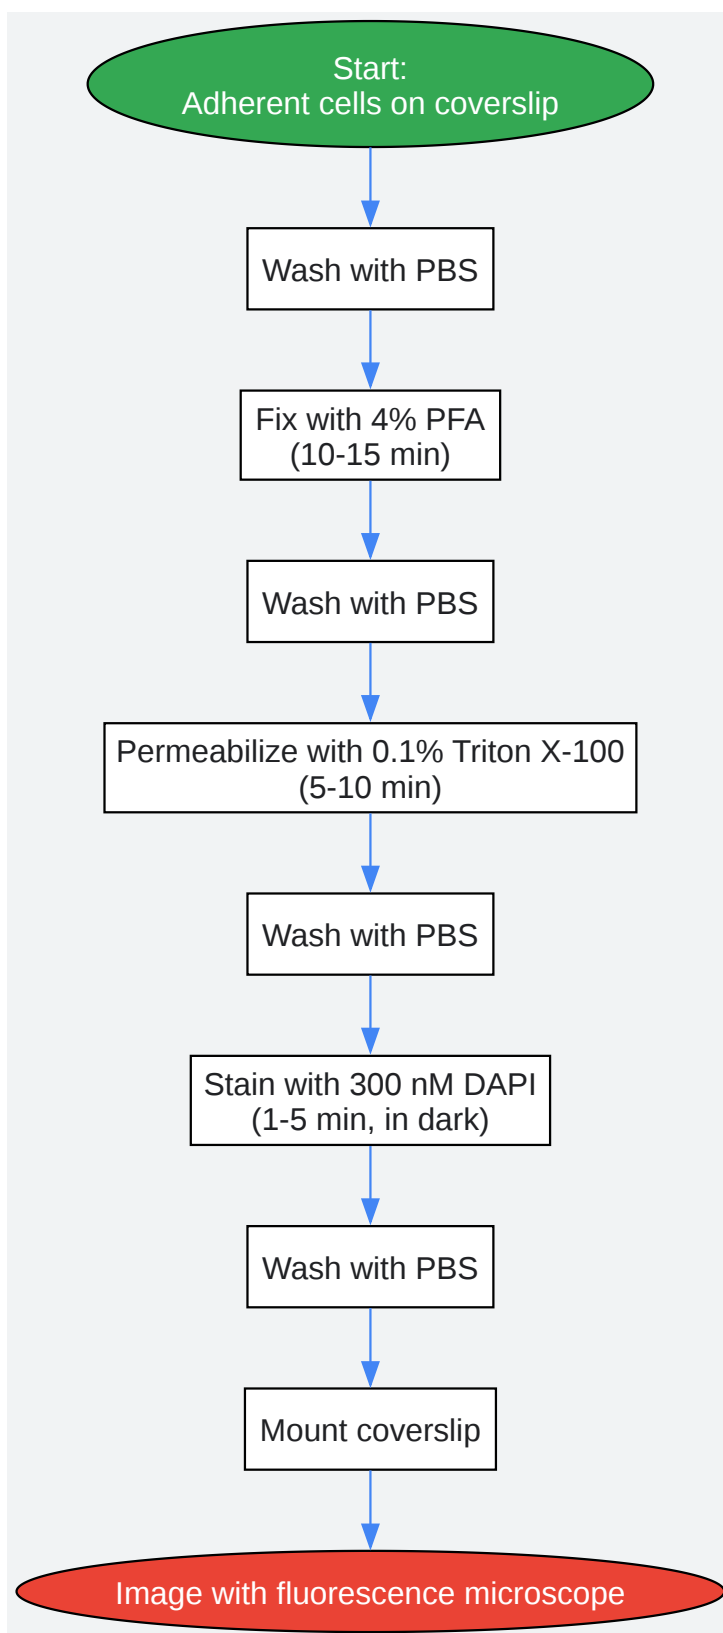 Start:
Adherent cells on coverslip
Wash with PBS
Fix with 4% PFA
(10-15 min)
Wash with PBS
Permeabilize with 0.1% Triton X-100
(5-10 min)
Wash with PBS
Stain with 300 nM DAPI
(1-5 min, in dark)
Wash with PBS
Mount coverslip
Image with fluorescence microscope